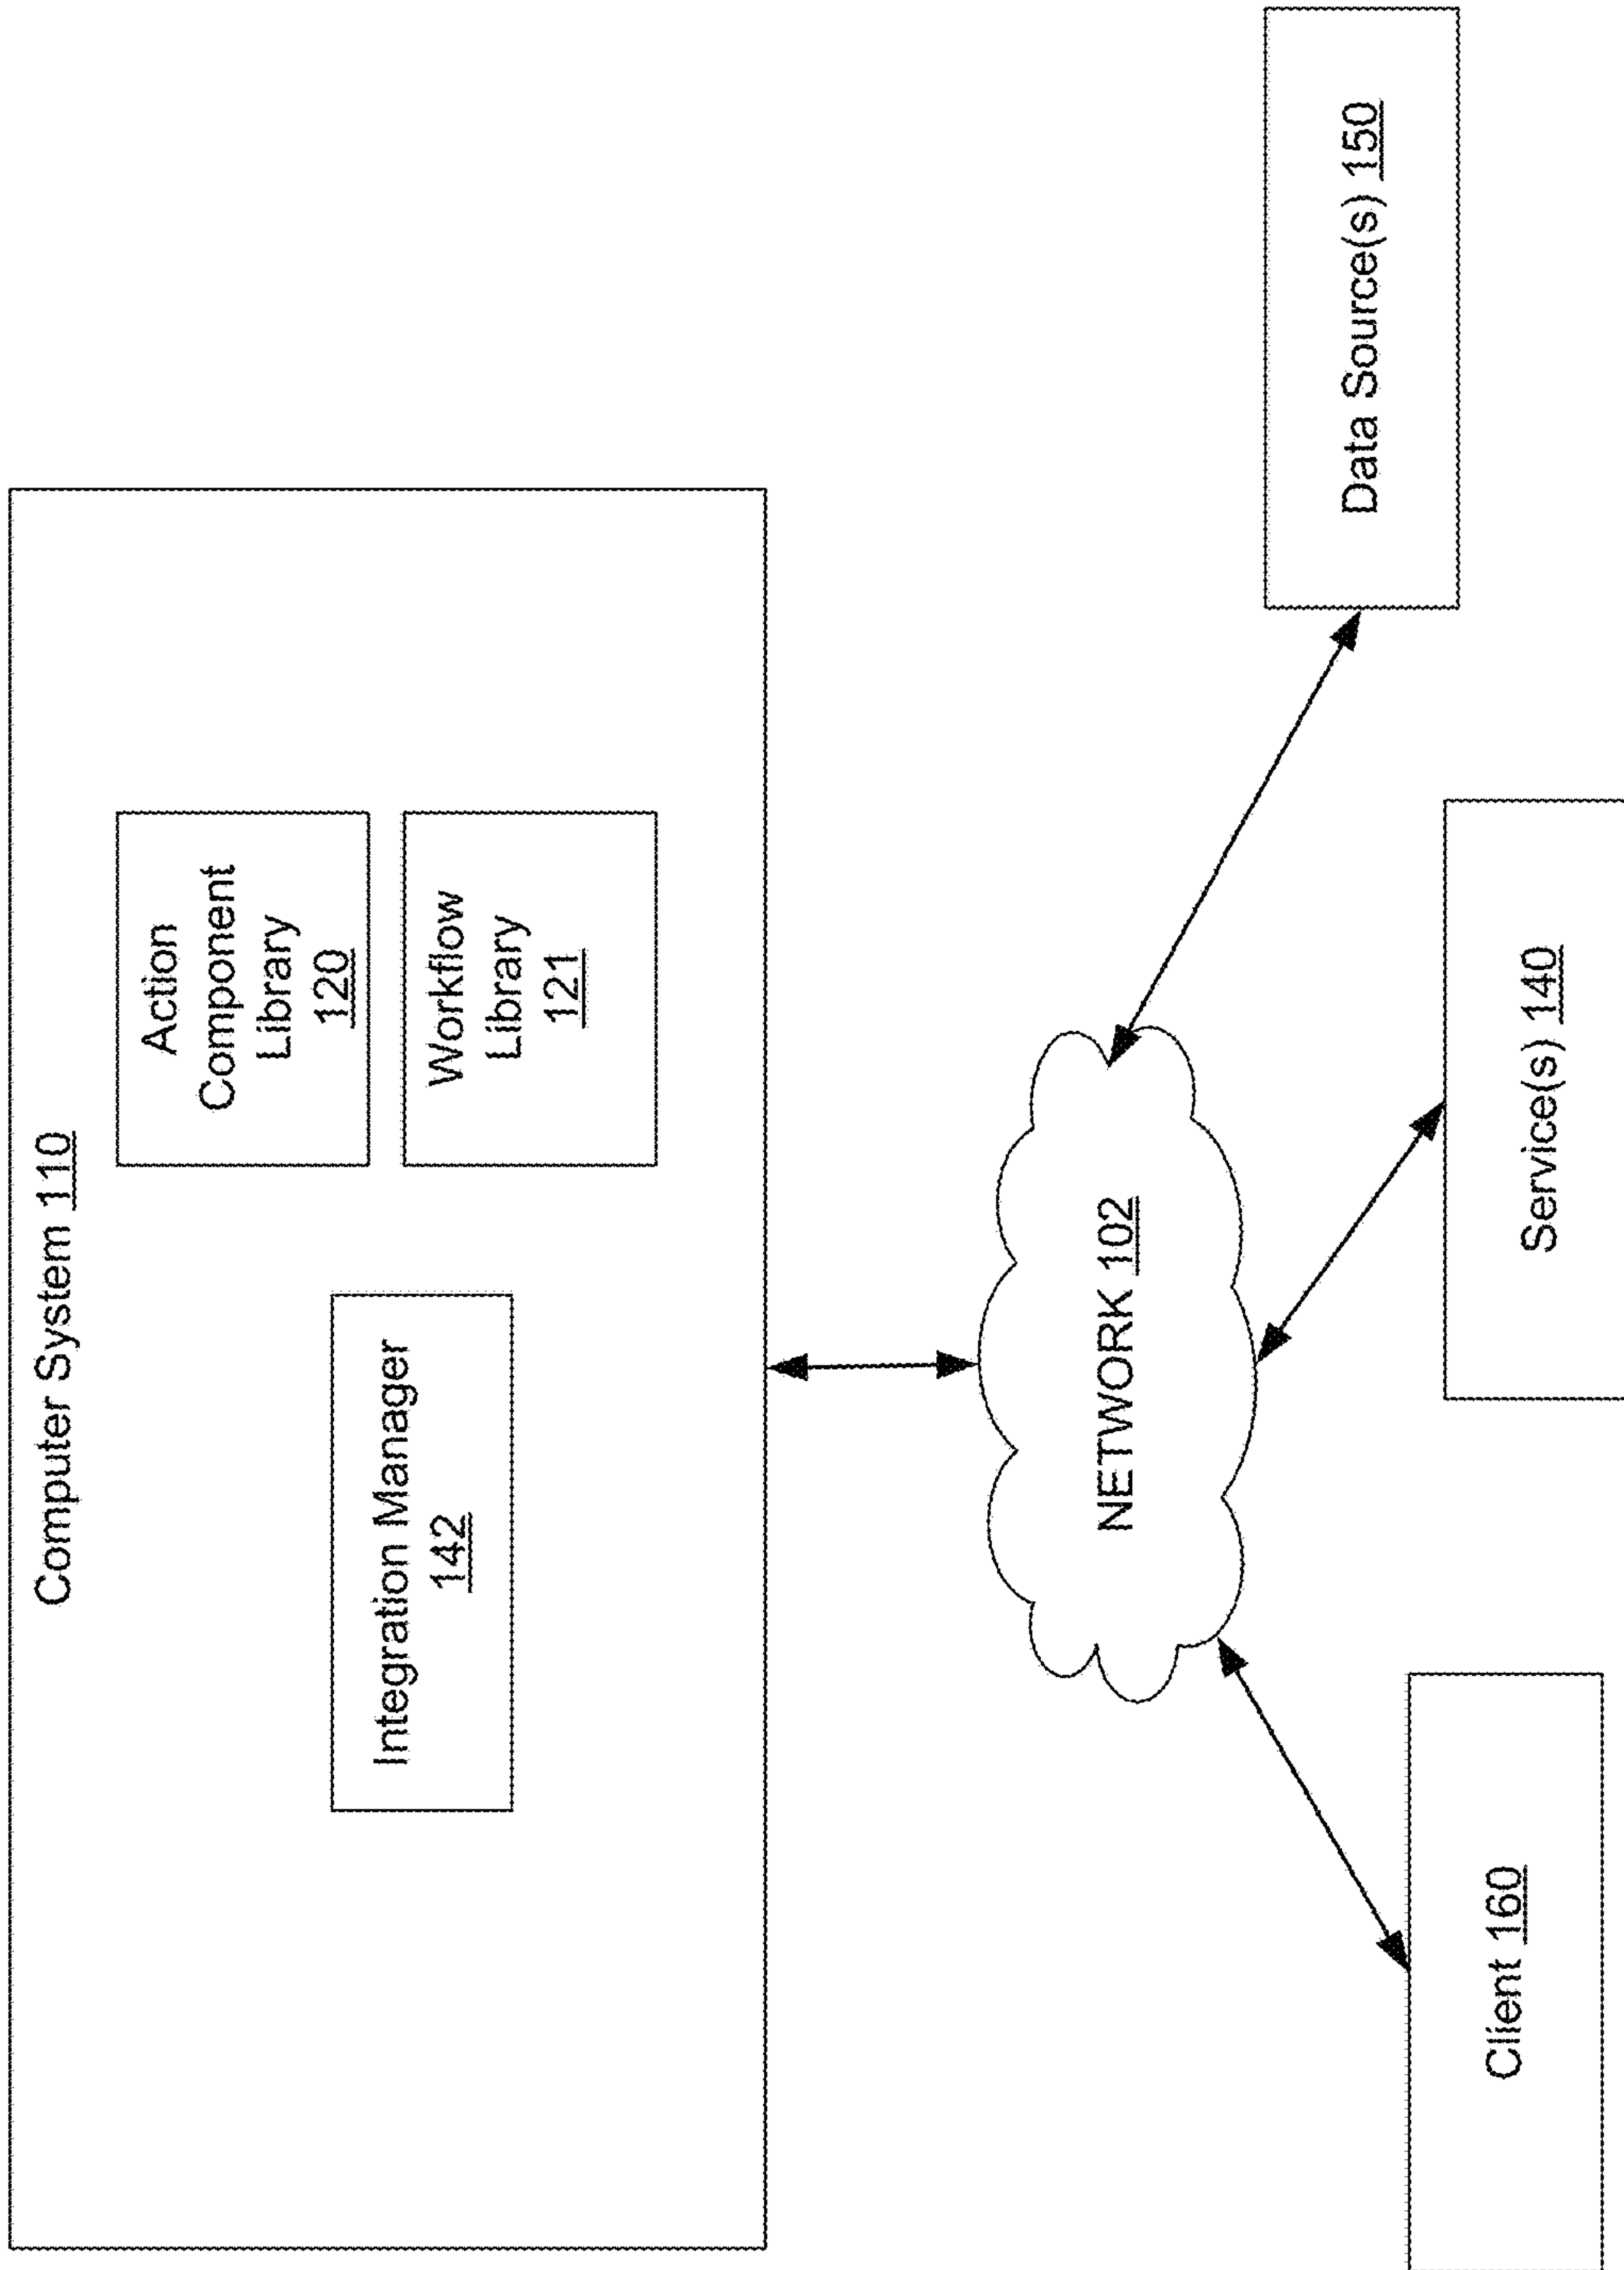 Computer System 110
Integration Manager
142
Action
Component
Library
120
Workflow
Library
121
NETWORK 102
Client 160
Service(s) 140
Data Source(s) 150